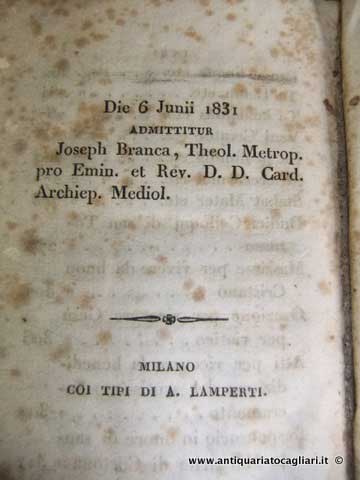 Die 6 Junii 1831
ADMITTITUR
Joseph Branca, Theol. Metrop.
pro Emin. et Rev. D. D. Card.
Archiep. Mediol.
MILANO
COI TIPI DI A. LAMPERTI.
www.antiquariatocagliari.it ©